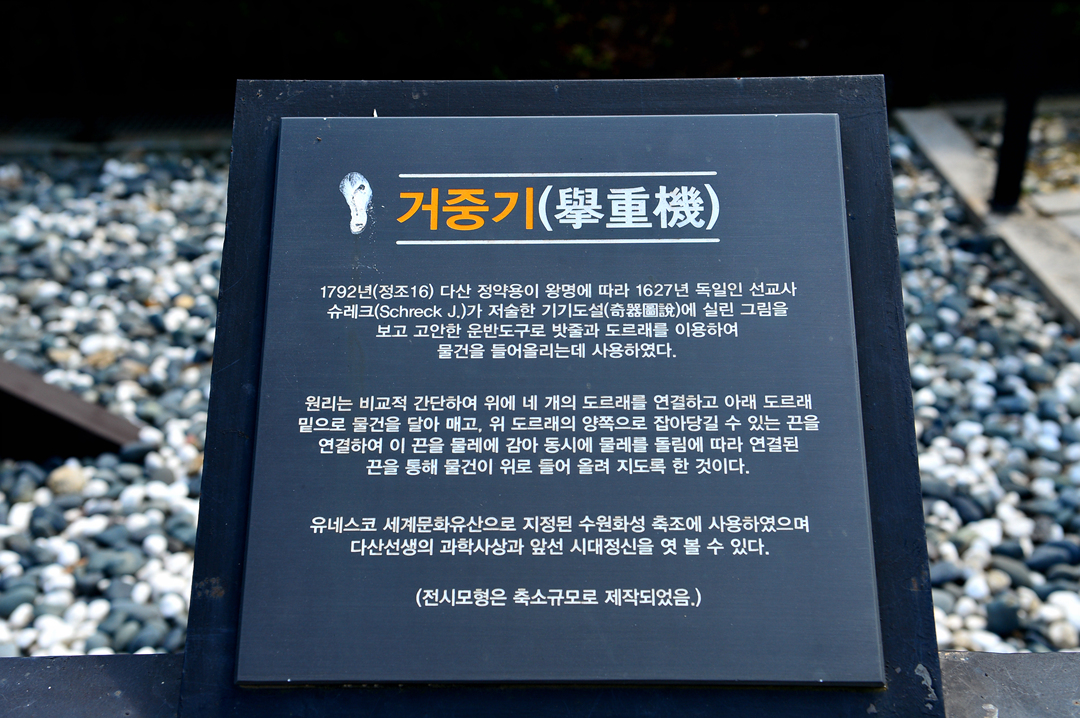 거중기(擧重機)
1792년(정조16) 다산 정약용이 왕명에 따라 1627년 독일인 선교사
슈레크(Schreck J.)가 저술한 기기도설(奇器圖說)에 실린 그림을
보고 고안한 운반도구로 밧줄과 도르래를 이용하여
물건을 들어올리는데 사용하였다.
원리는 비교적 간단하여 위에 네 개의 도르래를 연결하고 아래 도르래
밑으로 물건을 달아 매고, 위 도르래의 양쪽으로 잡아당길 수 있는 끈을
연결하여 이 끈을 물레에 감아 동시에 물레를 돌림에 따라 연결된
끈을 통해 물건이 위로 들어 올려 지도록 한 것이다.
유네스코 세계문화유산으로 지정된 수원화성 축조에 사용하였으며
다산선생의 과학사상과 앞선 시대정신을 엿 볼 수 있다.
(전시모형은 축소규모로 제작되었음.)